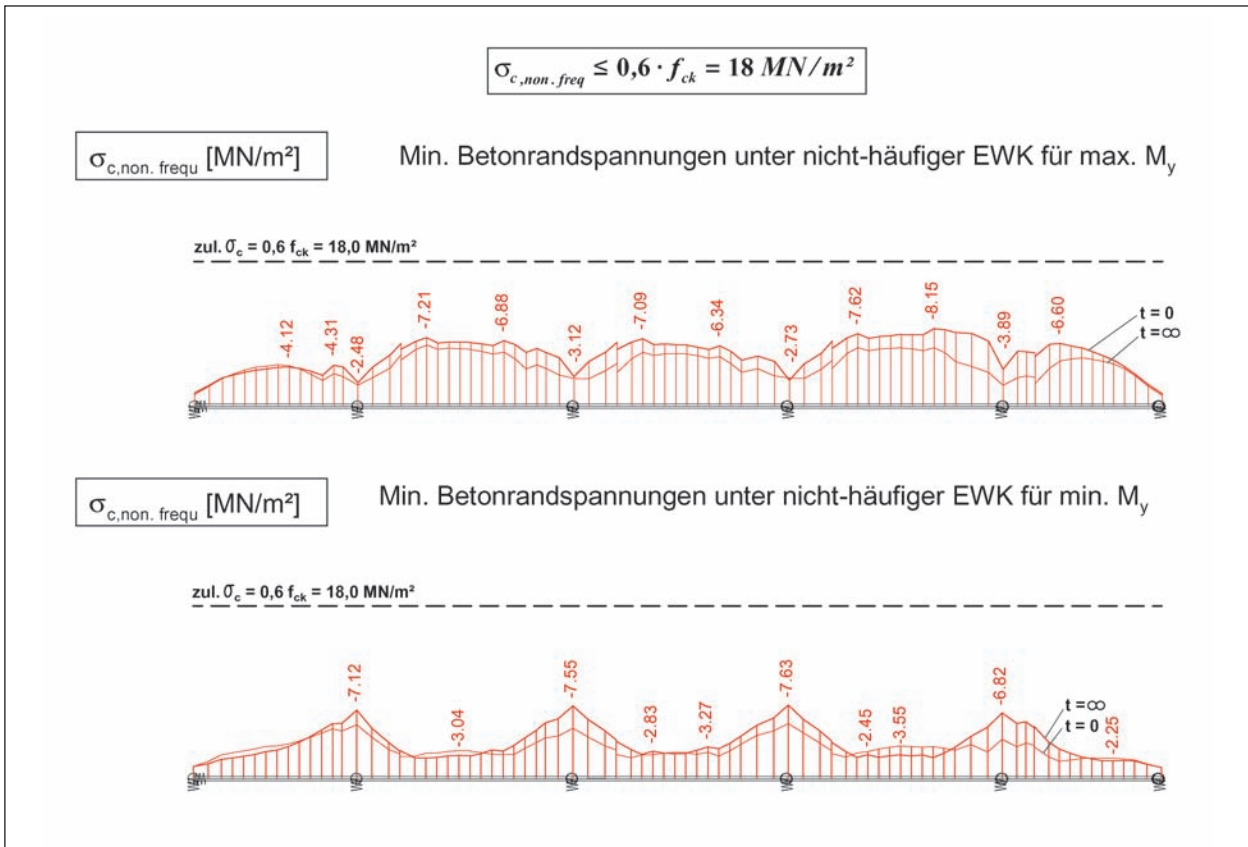 σc,non.freq ≤ 0,6 · fck = 18 MN/m²
σc,non. frequ [MN/m²]
Min. Betonrandspannungen unter nicht-häufiger EWK für max. My
zul. σc = 0,6 fck = 18,0 MN/m²
-4.12
-4.31
-2.48
-7.21
-6.88
-3.12
-7.09
-6.34
-2.73
-7.62
-8.15
-3.89
-6.60
t = 0
t = ∞
σc,non. frequ [MN/m²]
Min. Betonrandspannungen unter nicht-häufiger EWK für min. My
zul. σc = 0,6 fck = 18,0 MN/m²
-7.12
-3.04
-7.55
-2.83
-3.27
-7.63
-2.45
-3.55
-6.82
t = ∞
t = 0
-2.25